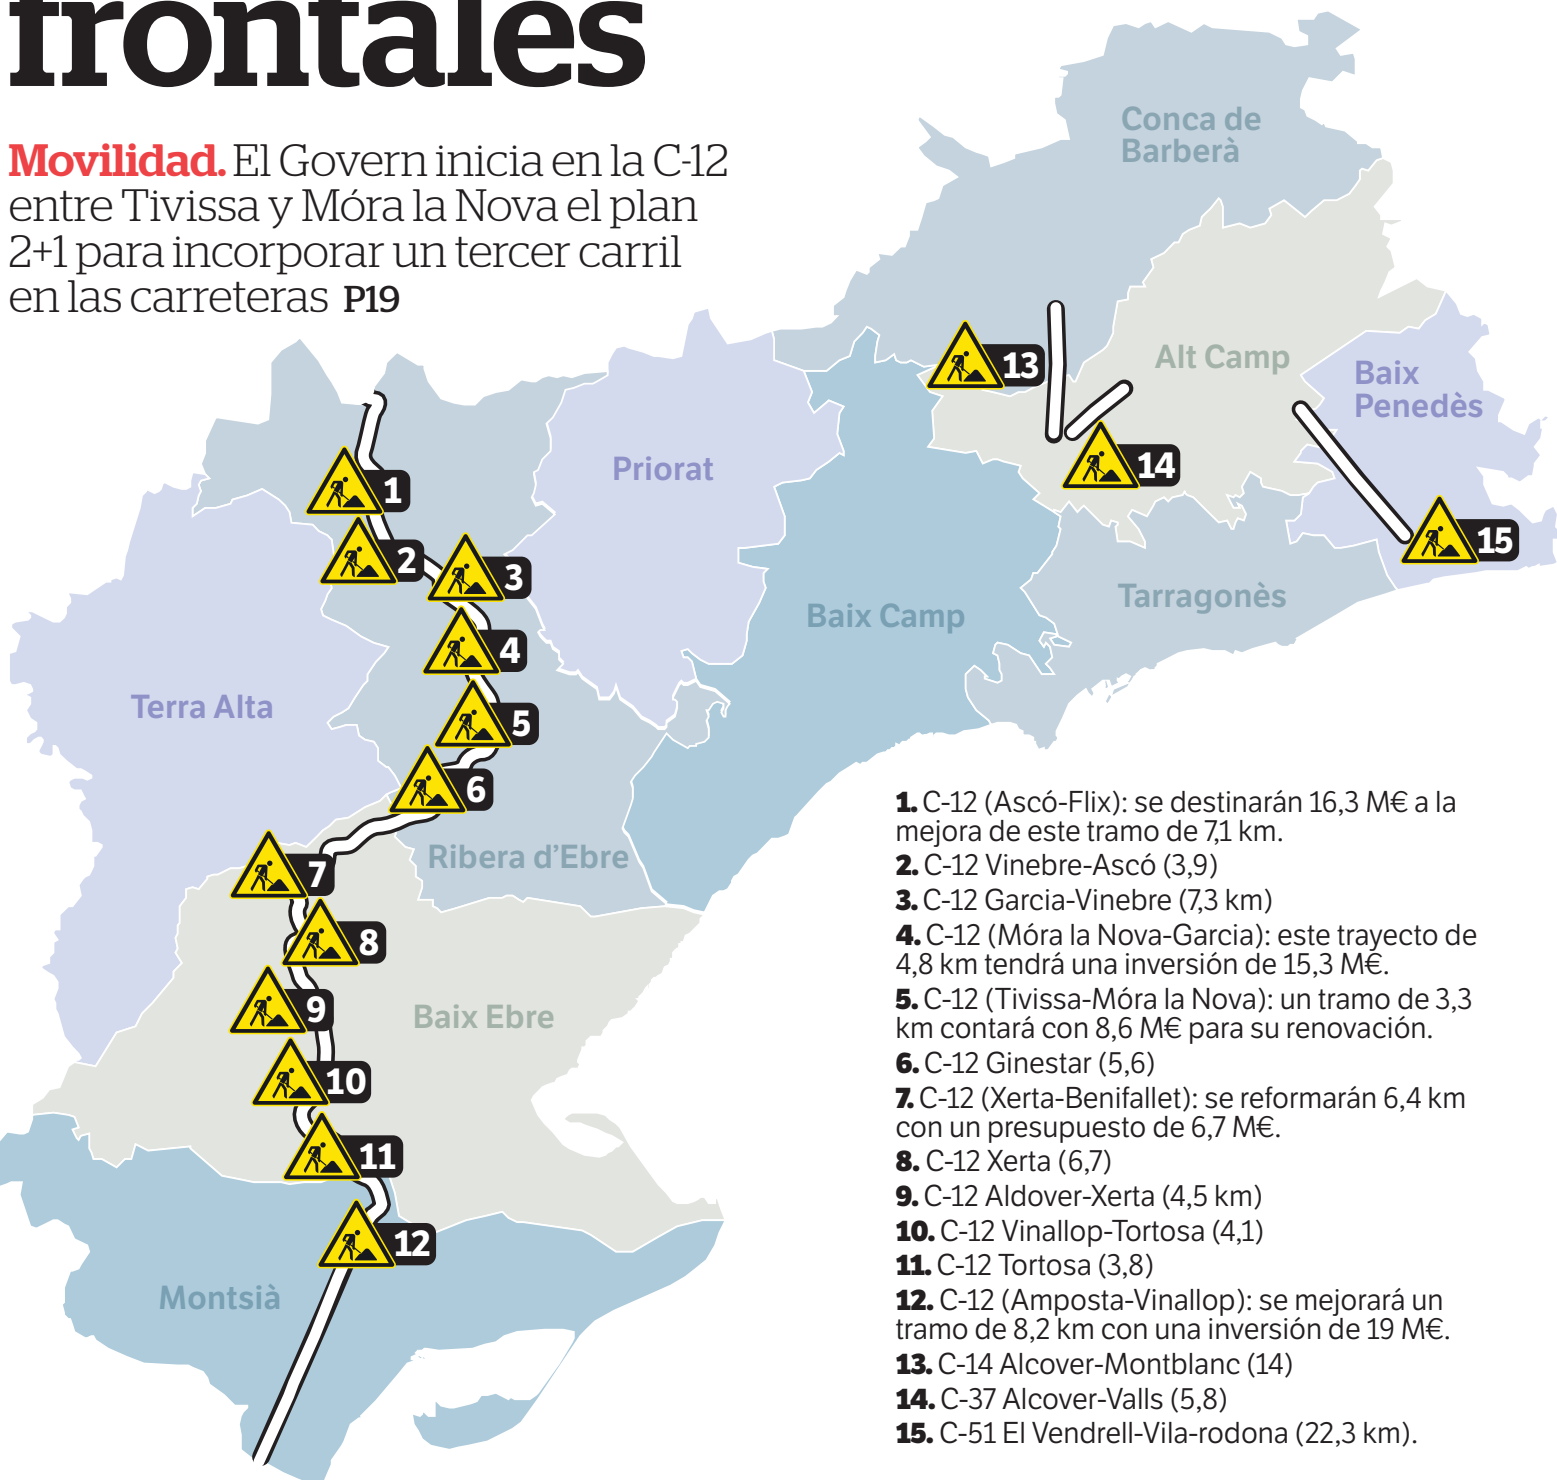 frontales
Movilidad. El Govern inicia en la C-12
entre Tivissa y Móra la Nova el plan
2+1 para incorporar un tercer carril
en las carreteras P19
Conca de
Barberà
Alt Camp
Baix
Penedès
13
14
15
Priorat
1
2
3
4
5
6
7
8
9
10
11
12
Baix Camp
Tarragonès
Terra Alta
Ribera d'Ebre
Baix Ebre
Montsià
1. C-12 (Ascó-Flix): se destinarán 16,3 M€ a la
mejora de este tramo de 7,1 km.
2. C-12 Vinebre-Ascó (3,9)
3. C-12 Garcia-Vinebre (7,3 km)
4. C-12 (Móra la Nova-Garcia): este trayecto de
4,8 km tendrá una inversión de 15,3 M€.
5. C-12 (Tivissa-Móra la Nova): un tramo de 3,3
km contará con 8,6 M€ para su renovación.
6. C-12 Ginestar (5,6)
7. C-12 (Xerta-Benifallet): se reformarán 6,4 km
con un presupuesto de 6,7 M€.
8. C-12 Xerta (6,7)
9. C-12 Aldover-Xerta (4,5 km)
10. C-12 Vinallop-Tortosa (4,1)
11. C-12 Tortosa (3,8)
12. C-12 (Amposta-Vinallop): se mejorará un
tramo de 8,2 km con una inversión de 19 M€.
13. C-14 Alcover-Montblanc (14)
14. C-37 Alcover-Valls (5,8)
15. C-51 El Vendrell-Vila-rodona (22,3 km).